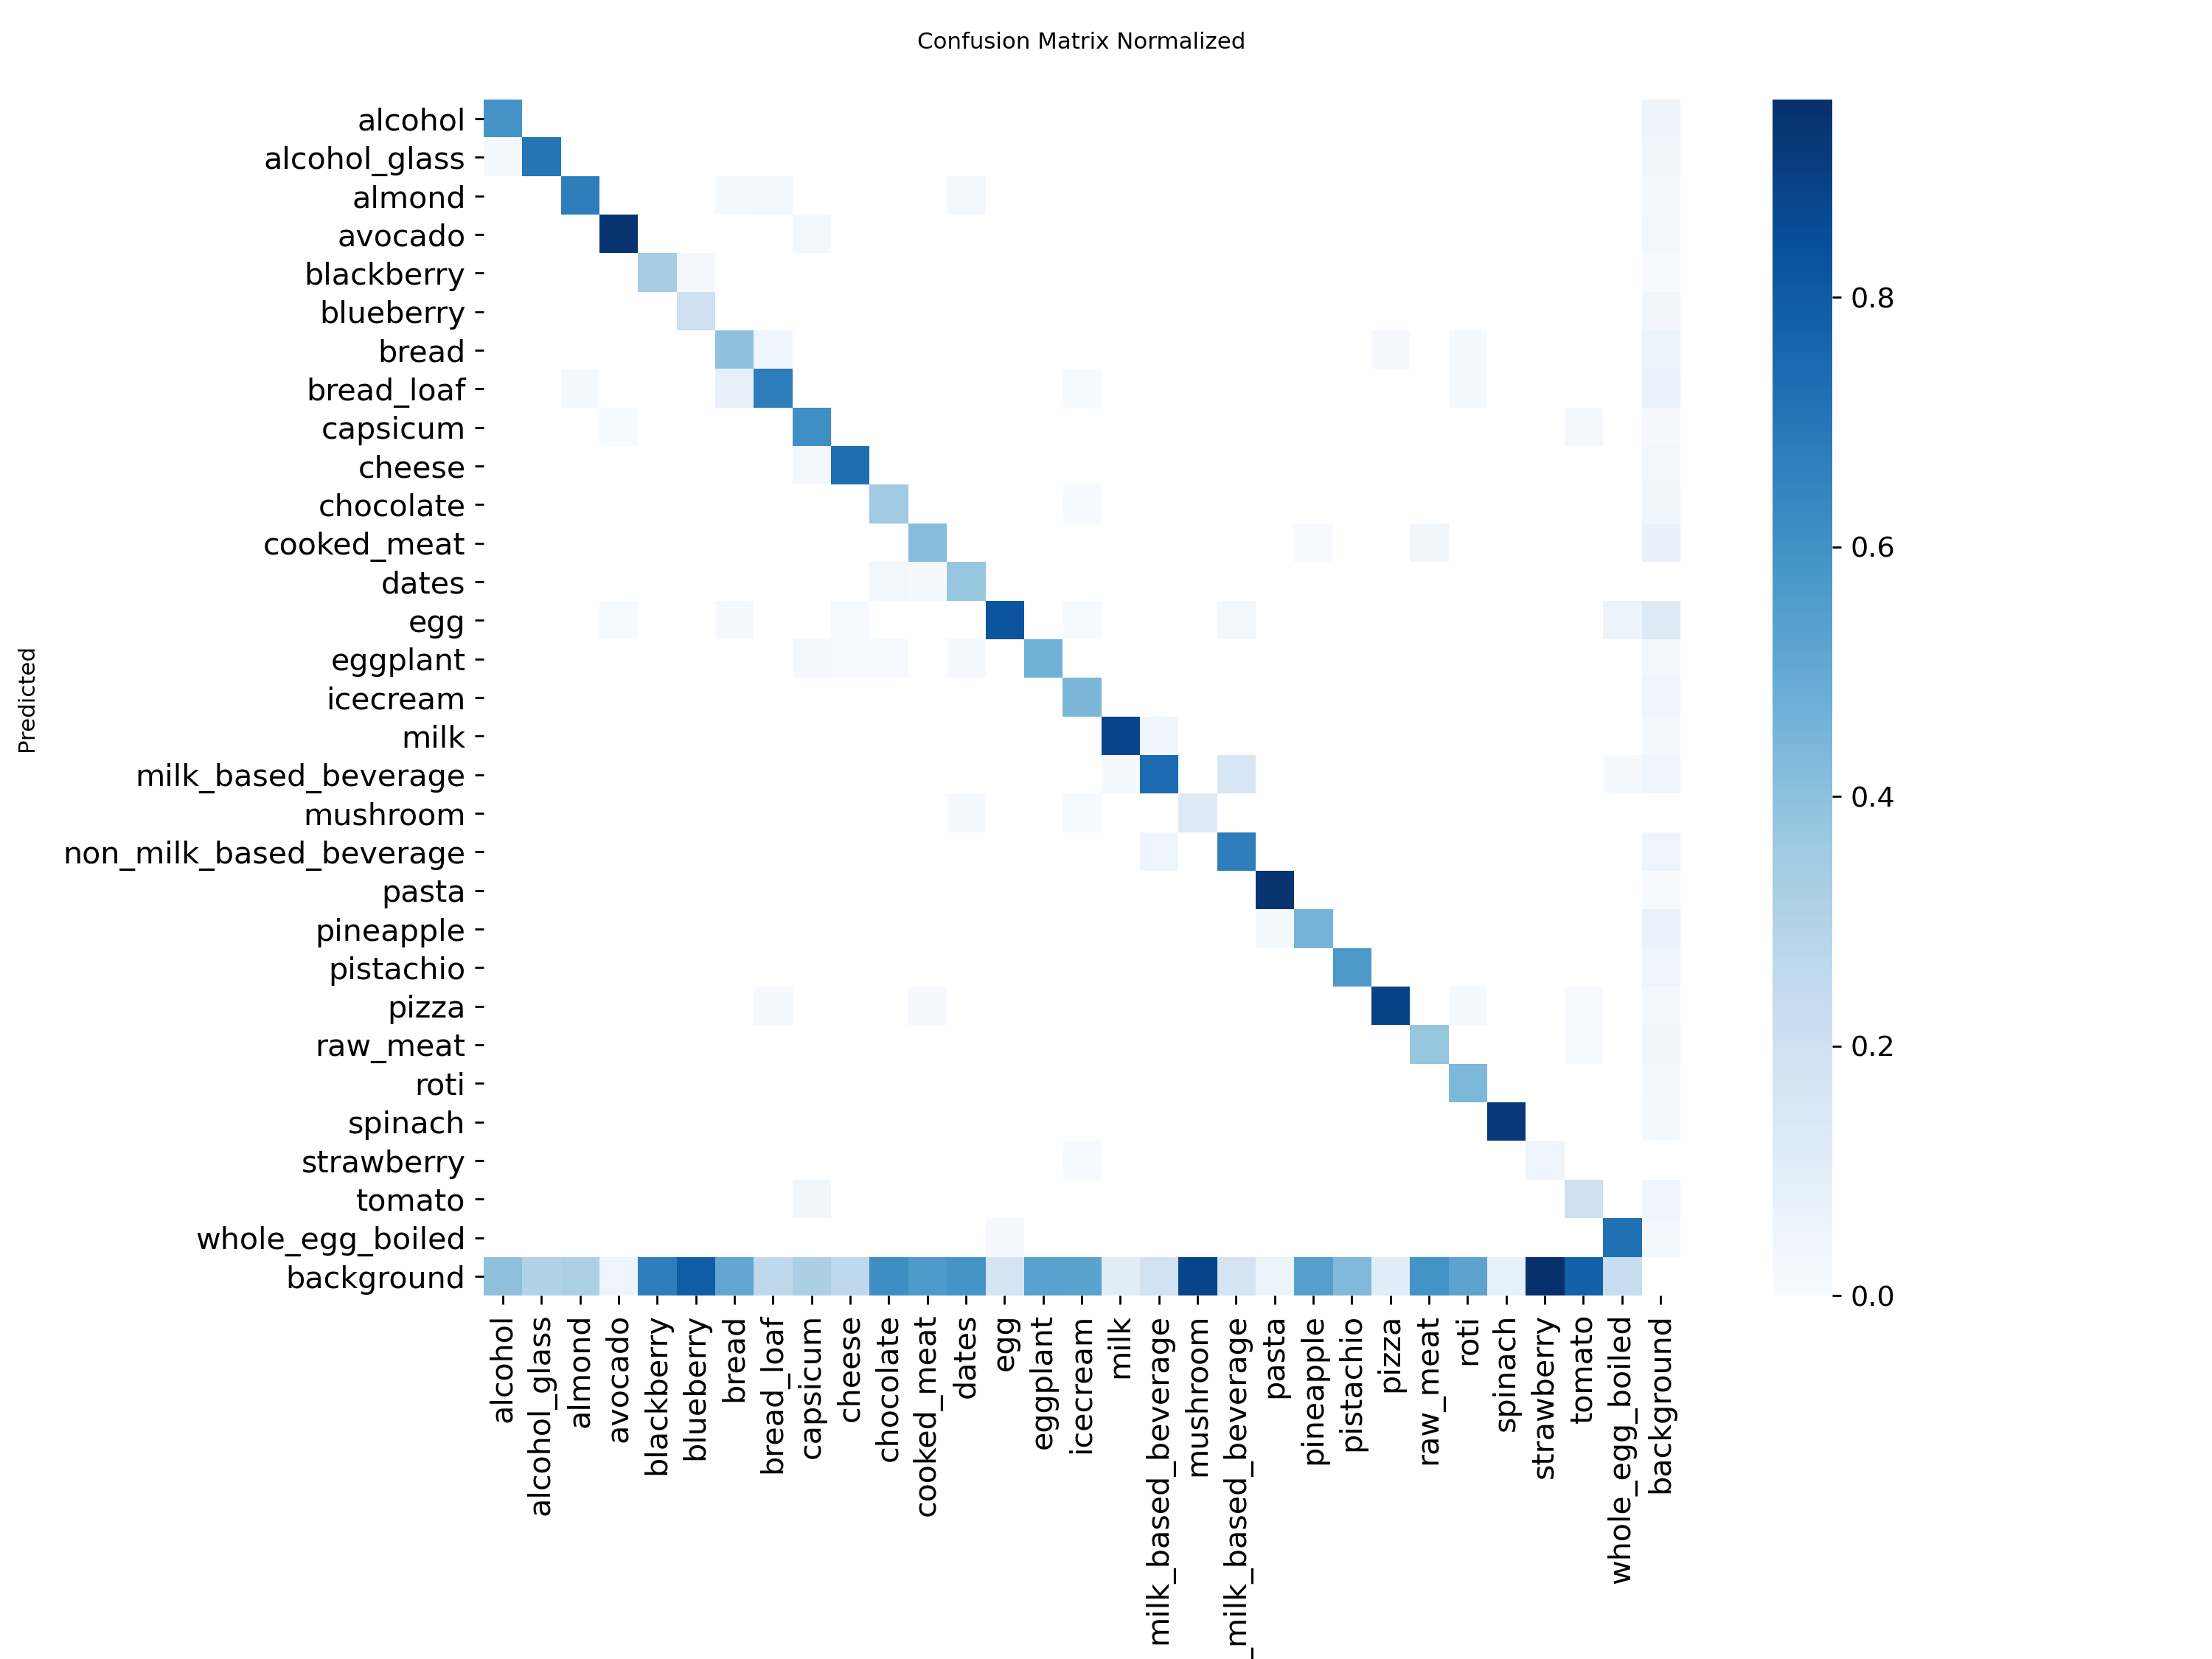 Confusion Matrix Normalized
alcohol
alcohol_glass
almond
avocado
blackberry
blueberry
bread
bread_loaf
capsicum
cheese
chocolate
cooked_meat
dates
egg
eggplant
icecream
milk
milk_based_beverage
mushroom
non_milk_based_beverage
pasta
pineapple
pistachio
pizza
raw_meat
roti
spinach
strawberry
tomato
whole_egg_boiled
background
Predicted
alcohol
alcohol_glass
almond
avocado
blackberry
blueberry
bread
bread_loaf
capsicum
cheese
chocolate
cooked_meat
dates
egg
eggplant
icecream
milk
milk_based_beverage
mushroom
_milk_based_beverage
pasta
pineapple
pistachio
pizza
raw_meat
roti
spinach
strawberry
tomato
whole_egg_boiled
background
0.8
0.6
0.4
0.2
0.0